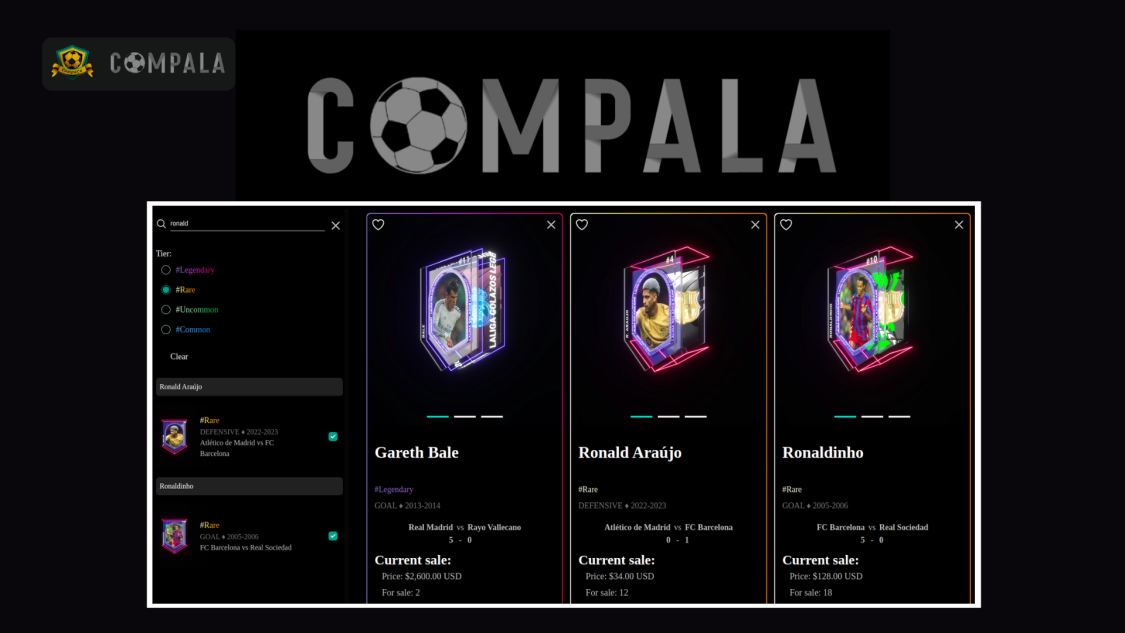 COMPALA
COMPALA
ronald
Tier:
#Legendary
#Rare
#Uncommon
#Common
Clear
Ronald Araújo
#Rare
DEFENSIVE ♦ 2022-2023
Atlético de Madrid vs FC
Barcelona
Ronaldinho
#Rare
GOAL ♦ 2005-2006
FC Barcelona vs Real Sociedad
#11
BALE
LALIGA GOLAZOS
Gareth Bale
#Legendary
GOAL ♦ 2013-2014
Real Madrid vs Rayo Vallecano
5 - 0
Current sale:
Price: $2,600.00 USD
For sale: 2
#4
R. ARAUJO
Ronald Araújo
#Rare
DEFENSIVE ♦ 2022-2023
Atlético de Madrid vs FC Barcelona
0 - 1
Current sale:
Price: $34.00 USD
For sale: 12
#10
RONALDINHO
Ronaldinho
#Rare
GOAL ♦ 2005-2006
FC Barcelona vs Real Sociedad
5 - 0
Current sale:
Price: $128.00 USD
For sale: 18